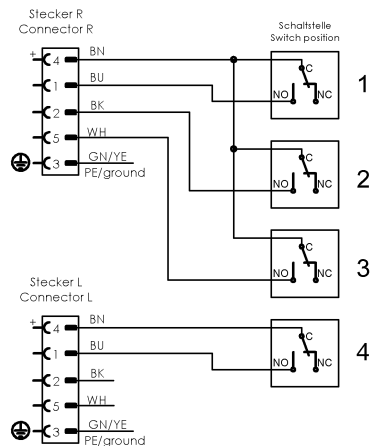 Stecker R
Connector R
Schaltstelle
Switch position
+ 4 BN
C
1 BU
NO NC 1
2 BK
5 WH
C
3 GN/YE
PE/ground
NO NC 2
C
NO NC 3
Stecker L
Connector L
+ 4 BN
C
1 BU
NO NC 4
2 BK
5 WH
3 GN/YE
PE/ground